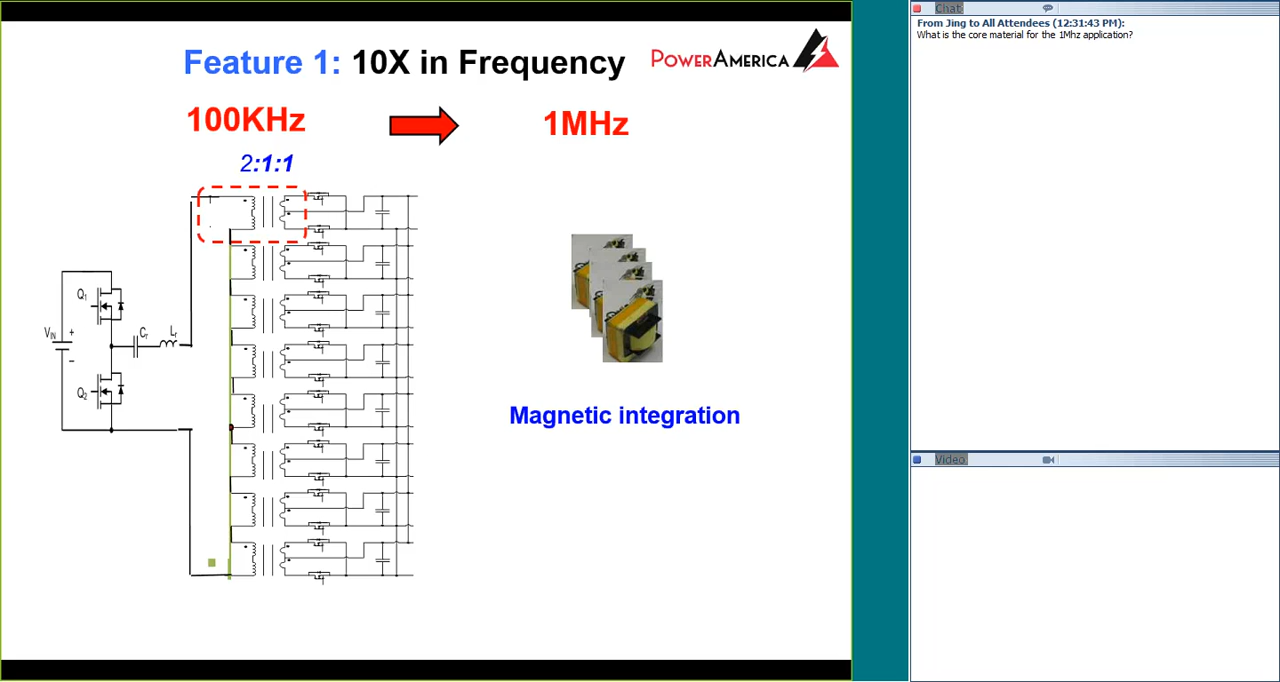 Feature 1: 10X in Frequency
POWERAMERICA
100KHz
1MHz
2:1:1
Q1
VIN
+
Cr
Lr
−
Q2
Magnetic integration
Chat
From Jing to All Attendees (12:31:43 PM):
What is the core material for the 1Mhz application?
Video